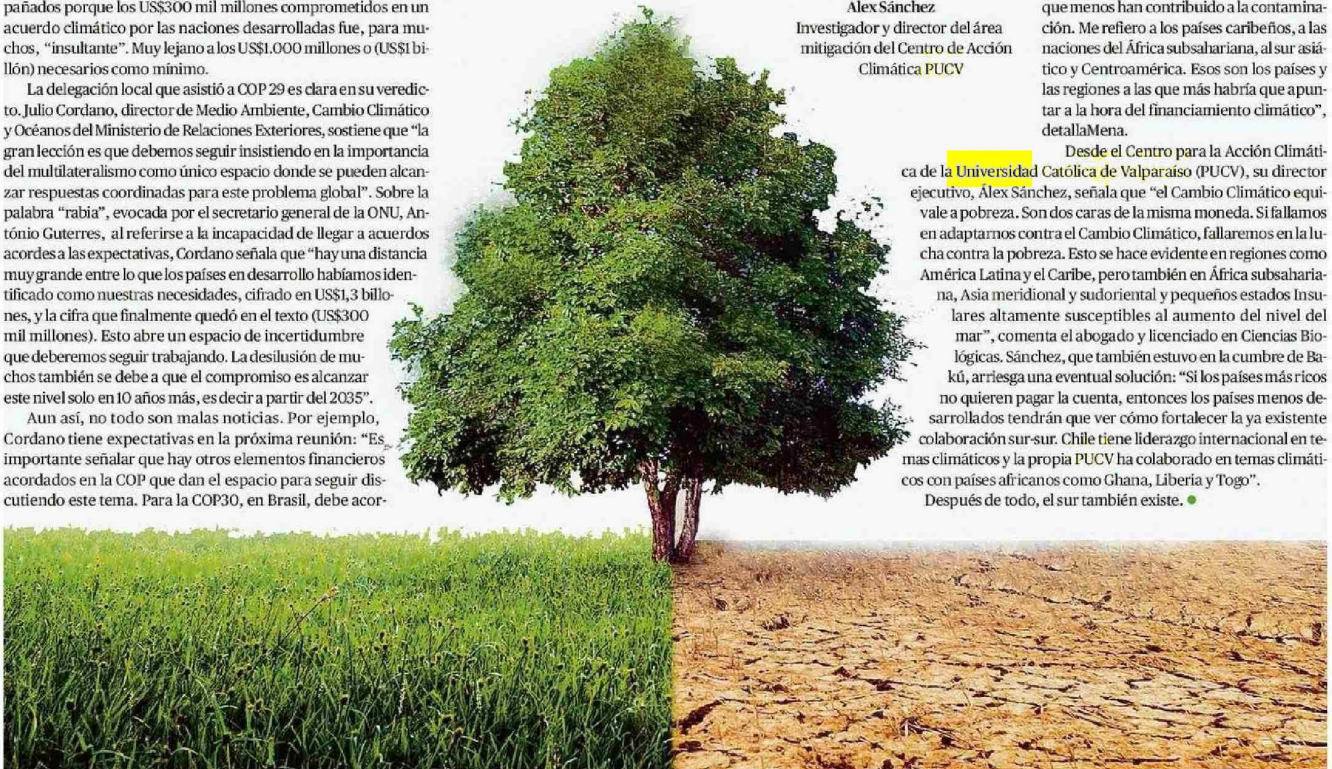 pañados porque los US$300 mil millones comprometidos en un
acuerdo climático por las naciones desarrolladas fue, para mu-
chos, “insultante”. Muy lejano a los US$1.000 millones o (US$1 bi-
llón) necesarios como mínimo.
La delegación local que asistió a COP 29 es clara en su veredic-
to. Julio Cordano, director de Medio Ambiente, Cambio Climático
y Océanos del Ministerio de Relaciones Exteriores, sostiene que “la
gran lección es que debemos seguir insistiendo en la importancia
del multilateralismo como único espacio donde se pueden alcan-
zar respuestas coordinadas para este problema global”. Sobre la
palabra “rabia”, evocada por el secretario general de la ONU, An-
tónio Guterres, al referirse a la incapacidad de llegar a acuerdos
acordes a las expectativas, Cordano señala que “hay una distancia
muy grande entre lo que los países en desarrollo habíamos iden-
tificado como nuestras necesidades, cifrado en US$1,3 billo-
nes, y la cifra que finalmente quedó en el texto (US$300
mil millones). Esto abre un espacio de incertidumbre
que deberemos seguir trabajando. La desilusión de mu-
chos también se debe a que el compromiso es alcanzar
este nivel solo en 10 años más, es decir a partir del 2035”.
Aun así, no todo son malas noticias. Por ejemplo,
Cordano tiene expectativas en la próxima reunión: “Es
importante señalar que hay otros elementos financieros
acordados en la COP que dan el espacio para seguir dis-
cutiendo este tema. Para la COP30, en Brasil, debe acor-
Alex Sánchez
Investigador y director del área
mitigación del Centro de Acción
Climática PUCV
que menos han contribuido a la contamina-
ción. Me refiero a los países caribeños, a las
naciones del África subsahariana, al sur asiá-
tico y Centroamérica. Esos son los países y
las regiones a las que más habría que apun-
tar a la hora del financiamiento climático”,
detalla Mena.
Desde el Centro para la Acción Climáti-
ca de la Universidad Católica de Valparaíso (PUCV), su director
ejecutivo, Álex Sánchez, señala que “el Cambio Climático equi-
vale a pobreza. Son dos caras de la misma moneda. Si fallamos
en adaptarnos contra el Cambio Climático, fallaremos en la lu-
cha contra la pobreza. Esto se hace evidente en regiones como
América Latina y el Caribe, pero también en África subsaharia-
na, Asia meridional y sudoriental y pequeños estados Insu-
lares altamente susceptibles al aumento del nivel del
mar”, comenta el abogado y licenciado en Ciencias Bio-
lógicas. Sánchez, que también estuvo en la cumbre de Ba-
kú, arriesga una eventual solución: “Si los países más ricos
no quieren pagar la cuenta, entonces los países menos de-
sarrollados tendrán que ver cómo fortalecer la ya existente
colaboración sur-sur. Chile tiene liderazgo internacional en te-
mas climáticos y la propia PUCV ha colaborado en temas climáti-
cos con países africanos como Ghana, Liberia y Togo”.
Después de todo, el sur también existe.